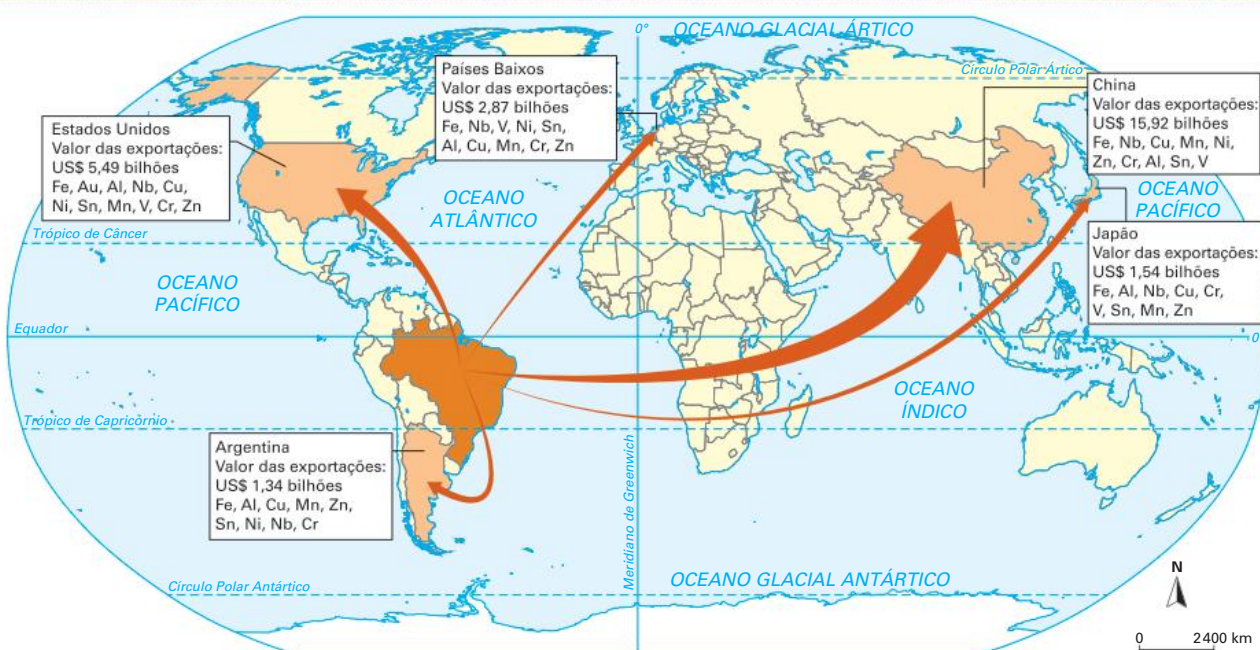 OCEANO GLACIAL ÁRTICO
0°
Círculo Polar Ártico
Países Baixos
Valor das exportações:
US$ 2,87 bilhões
Fe, Nb, V, Ni, Sn,
Al, Cu, Mn, Cr, Zn
China
Valor das exportações:
US$ 15,92 bilhões
Fe, Nb, Cu, Mn, Ni,
Zn, Cr, Al, Sn, V
Estados Unidos
Valor das exportações:
US$ 5,49 bilhões
Fe, Au, Al, Nb, Cu,
Ni, Sn, Mn, V, Cr, Zn
OCEANO
ATLÂNTICO
OCEANO
PACÍFICO
Trópico de Câncer
Japão
Valor das exportações:
US$ 1,54 bilhões
Fe, Al, Nb, Cu, Cr,
V, Sn, Mn, Zn
OCEANO
PACÍFICO
Equador
0°
OCEANO
ÍNDICO
Trópico de Capricórnio
Argentina
Valor das exportações:
US$ 1,34 bilhões
Fe, Al, Cu, Mn, Zn,
Sn, Ni, Nb, Cr
Meridiano de Greenwich
Círculo Polar Antártico
OCEANO GLACIAL ANTÁRTICO
N
0 2400 km